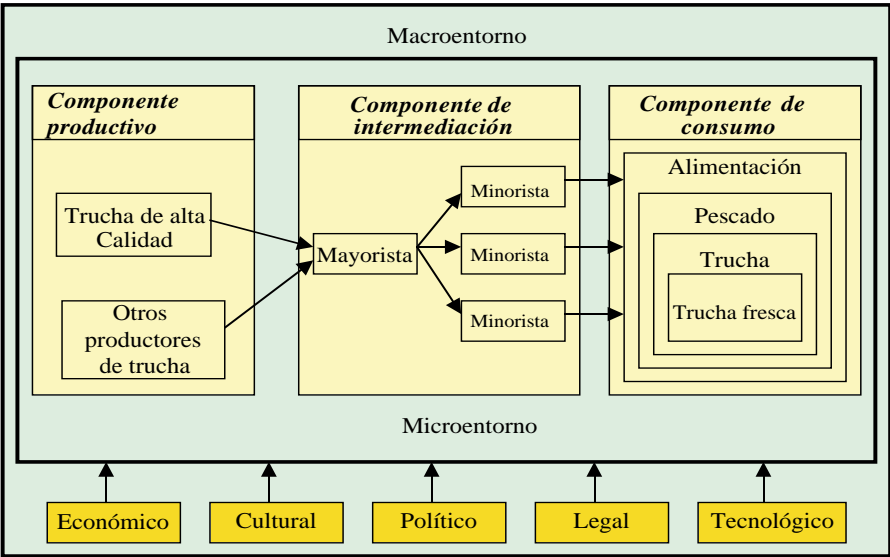 Macroentorno
Componente
productivo
Trucha de alta
Calidad
Otros
productores
de trucha
Componente de
intermediación
Mayorista
Minorista
Minorista
Minorista
Componente de
consumo
Alimentación
Pescado
Trucha
Trucha fresca
Microentorno
Económico
Cultural
Político
Legal
Tecnológico